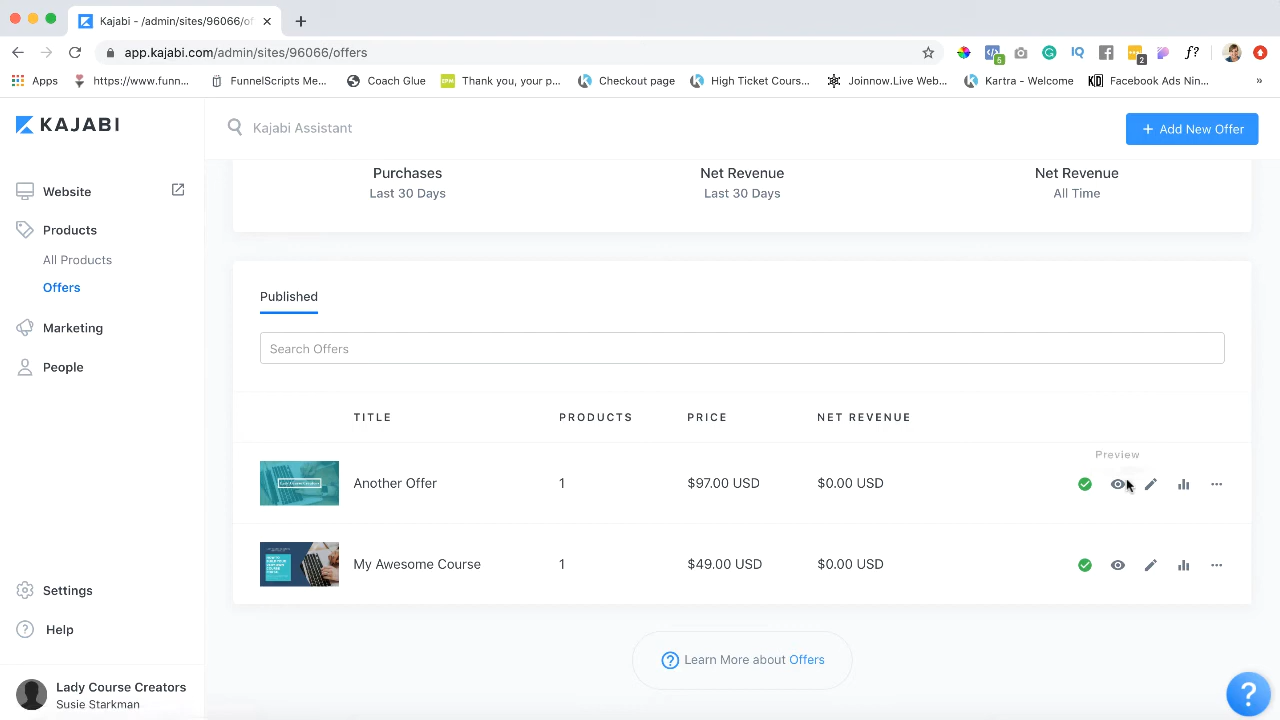 Kajabi - /admin/sites/96066/of
app.kajabi.com/admin/sites/96066/offers
5
IQ
2
f?
Apps
https://www.funn...
FunnelScripts Me...
Coach Glue
EPM
Thank you, your p...
Checkout page
High Ticket Cours...
Joinnow.Live Web...
Kartra - Welcome
Facebook Ads Nin...
»
KAJABI
Kajabi Assistant
+ Add New Offer
Website
Products
All Products
Offers
Marketing
People
Settings
Help
Lady Course Creators
Susie Starkman
Purchases
Last 30 Days
Net Revenue
Last 30 Days
Net Revenue
All Time
Published
Search Offers
TITLE PRODUCTS PRICE NET REVENUE
Preview
Another Offer 1 $97.00 USD $0.00 USD
My Awesome Course 1 $49.00 USD $0.00 USD
? Learn More about Offers
?